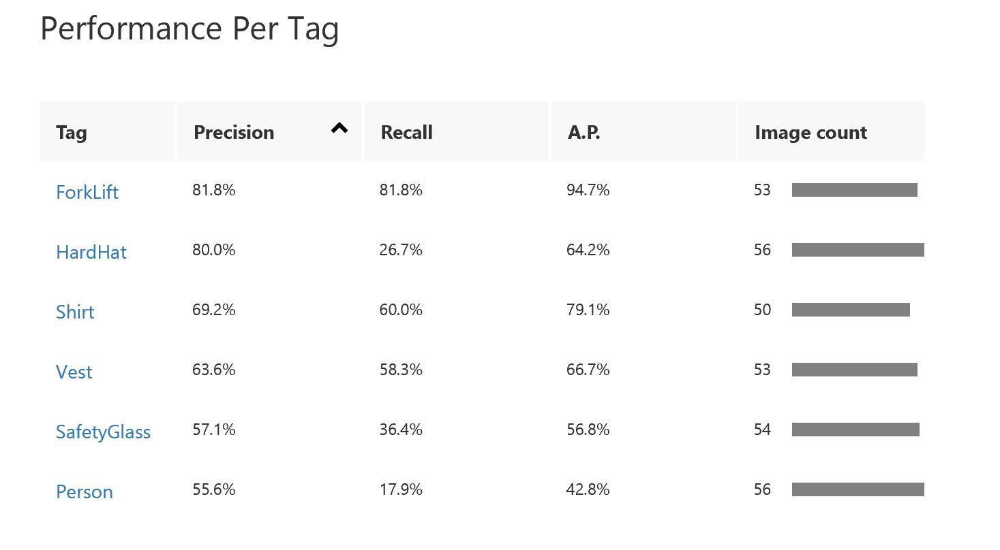 Performance Per Tag
Tag Precision Recall A.P. Image count
ForkLift 81.8% 81.8% 94.7% 53
HardHat 80.0% 26.7% 64.2% 56
Shirt 69.2% 60.0% 79.1% 50
Vest 63.6% 58.3% 66.7% 53
SafetyGlass 57.1% 36.4% 56.8% 54
Person 55.6% 17.9% 42.8% 56